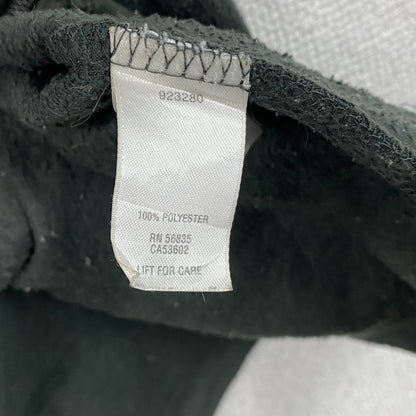 923280
100% POLYESTER
RN 56835
CA53602
LIFT FOR CARE